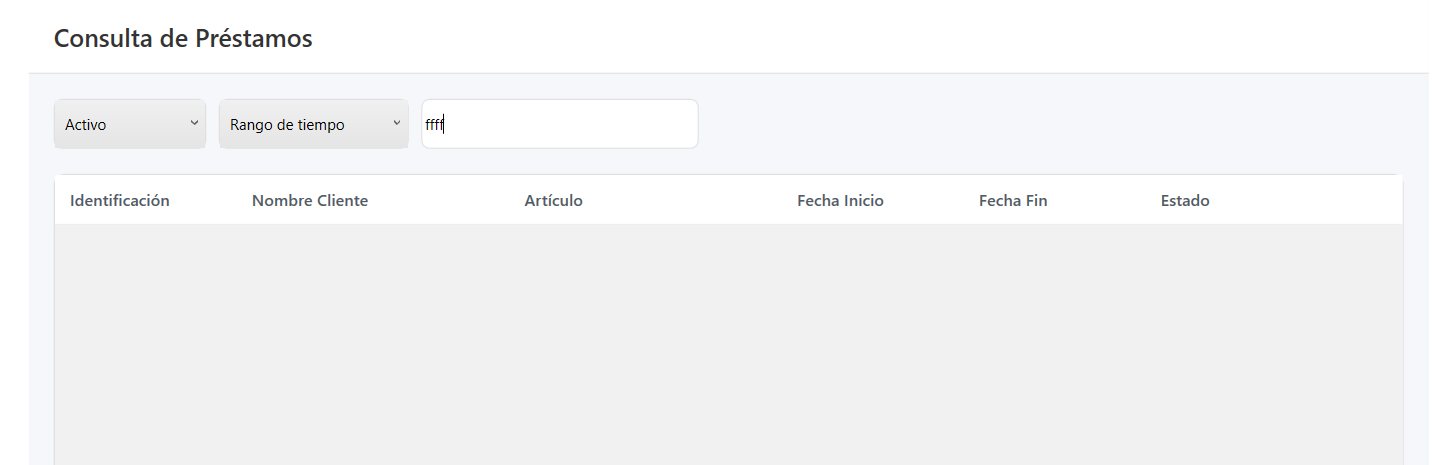 Consulta de Préstamos
Activo Rango de tiempo ffff
Identificación Nombre Cliente Artículo Fecha Inicio Fecha Fin Estado